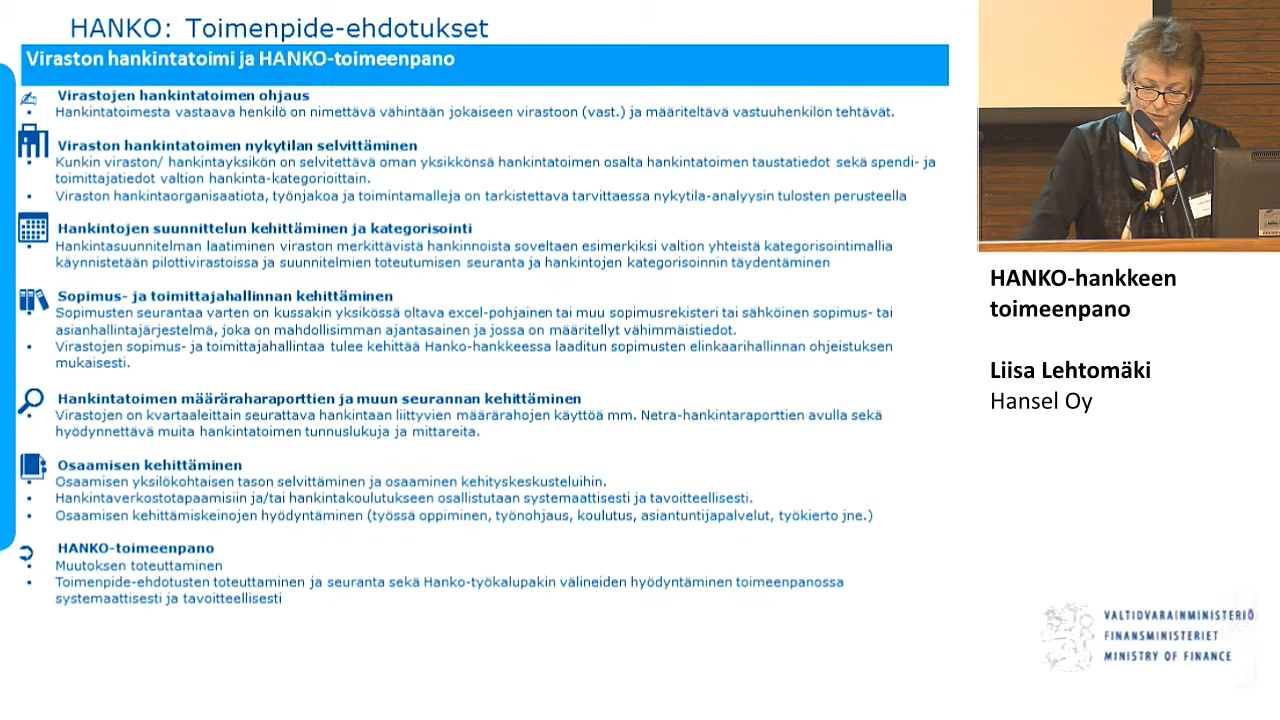 HANKO: Toimenpide-ehdotukset
Viraston hankintatoimi ja HANKO-toimeenpano
Virastojen hankintatoimen ohjaus
Hankintatoimesta vastaava henkilö on nimettävä vähintään jokaiseen virastoon (vast.) ja määriteltävä vastuuhenkilön tehtävät.
Viraston hankintatoimen nykytilan selvittäminen
Kunkin viraston/ hankintayksikön on selvitettävä oman yksikkönsä hankintatoimen osalta hankintatoimen taustatiedot sekä spendi- ja
toimittajatiedot valtion hankinta-kategorioittain.
Viraston hankintaorganisaatiota, työnjakoa ja toimintamalleja on tarkistettava tarvittaessa nykytila-analyysin tulosten perusteella
Hankintojen suunnittelun kehittäminen ja kategorisointi
Hankintasuunnitelman laatiminen viraston merkittävistä hankinnoista soveltaen esimerkiksi valtion yhteistä kategorisointimallia
käynnistetään pilottivirastoissa ja suunnitelmien toteutumisen seuranta ja hankintojen kategorisoinnin täydentäminen
Sopimus- ja toimittajahallinnan kehittäminen
Sopimusten seurantaa varten on kussakin yksikössä oltava excel-pohjainen tai muu sopimusrekisteri tai sähköinen sopimus- tai
asianhallintajärjestelmä, joka on mahdollisimman ajantasainen ja jossa on määritellyt vähimmäistiedot.
Virastojen sopimus- ja toimittajahallintaa tulee kehittää Hanko-hankkeessa laaditun sopimusten elinkaarihallinnan ohjeistuksen
mukaisesti.
Hankintatoimen määräraharaporttien ja muun seurannan kehittäminen
Virastojen on kvartaaleittain seurattava hankintaan liittyvien määrärahojen käyttöä mm. Netra-hankintaraporttien avulla sekä
hyödynnettävä muita hankintatoimen tunnuslukuja ja mittareita.
Osaamisen kehittäminen
Osaamisen yksilökohtaisen tason selvittäminen ja osaaminen kehityskeskusteluihin.
Hankintaverkostotapaamisiin ja/tai hankintakoulutukseen osallistutaan systemaattisesti ja tavoitteellisesti.
Osaamisen kehittämiskeinojen hyödyntäminen (työssä oppiminen, työnohjaus, koulutus, asiantuntijapalvelut, työkierto jne.)
HANKO-toimeenpano
Muutoksen toteuttaminen
Toimenpide-ehdotusten toteuttaminen ja seuranta sekä Hanko-työkalupakin välineiden hyödyntäminen toimeenpanossa
systemaattisesti ja tavoitteellisesti
HANKO-hankkeen
toimeenpano
Liisa Lehtomäki
Hansel Oy
VALTIOVARAINMINISTERIÖ
FINANSMINISTERIET
MINISTRY OF FINANCE